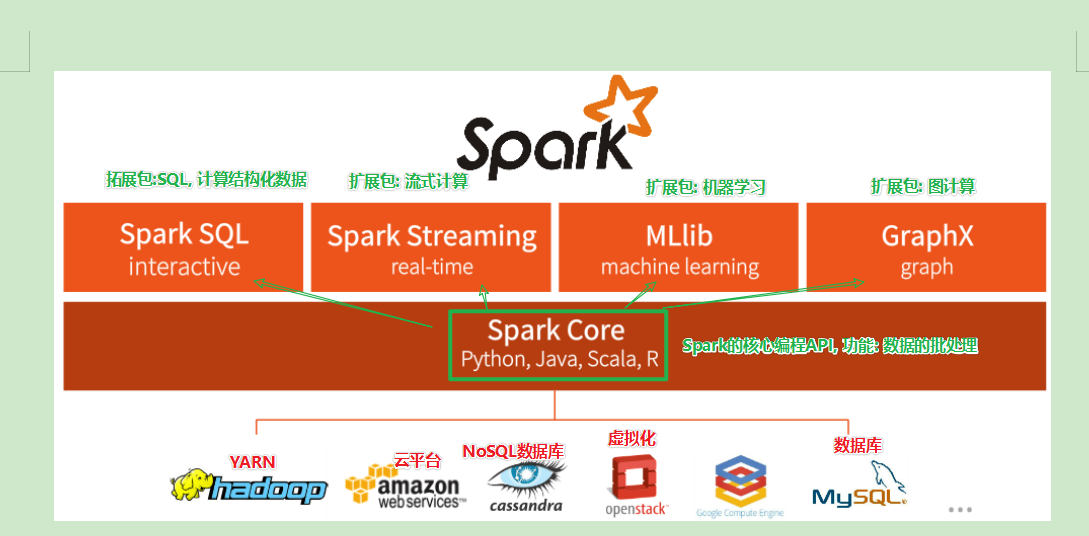 Spark
拓展包:SQL, 计算结构化数据
扩展包: 流式计算
扩展包: 机器学习
扩展包: 图计算
Spark SQL
interactive
Spark Streaming
real-time
MLlib
machine learning
GraphX
graph
Spark Core
Python, Java, Scala, R
Spark的核心编程API, 功能: 数据的批处理
YARN
hadoop
云平台
amazon
web services™
NoSQL数据库
cassandra
虚拟化
openstack™
Google Compute Engine
数据库
MySQL®
...